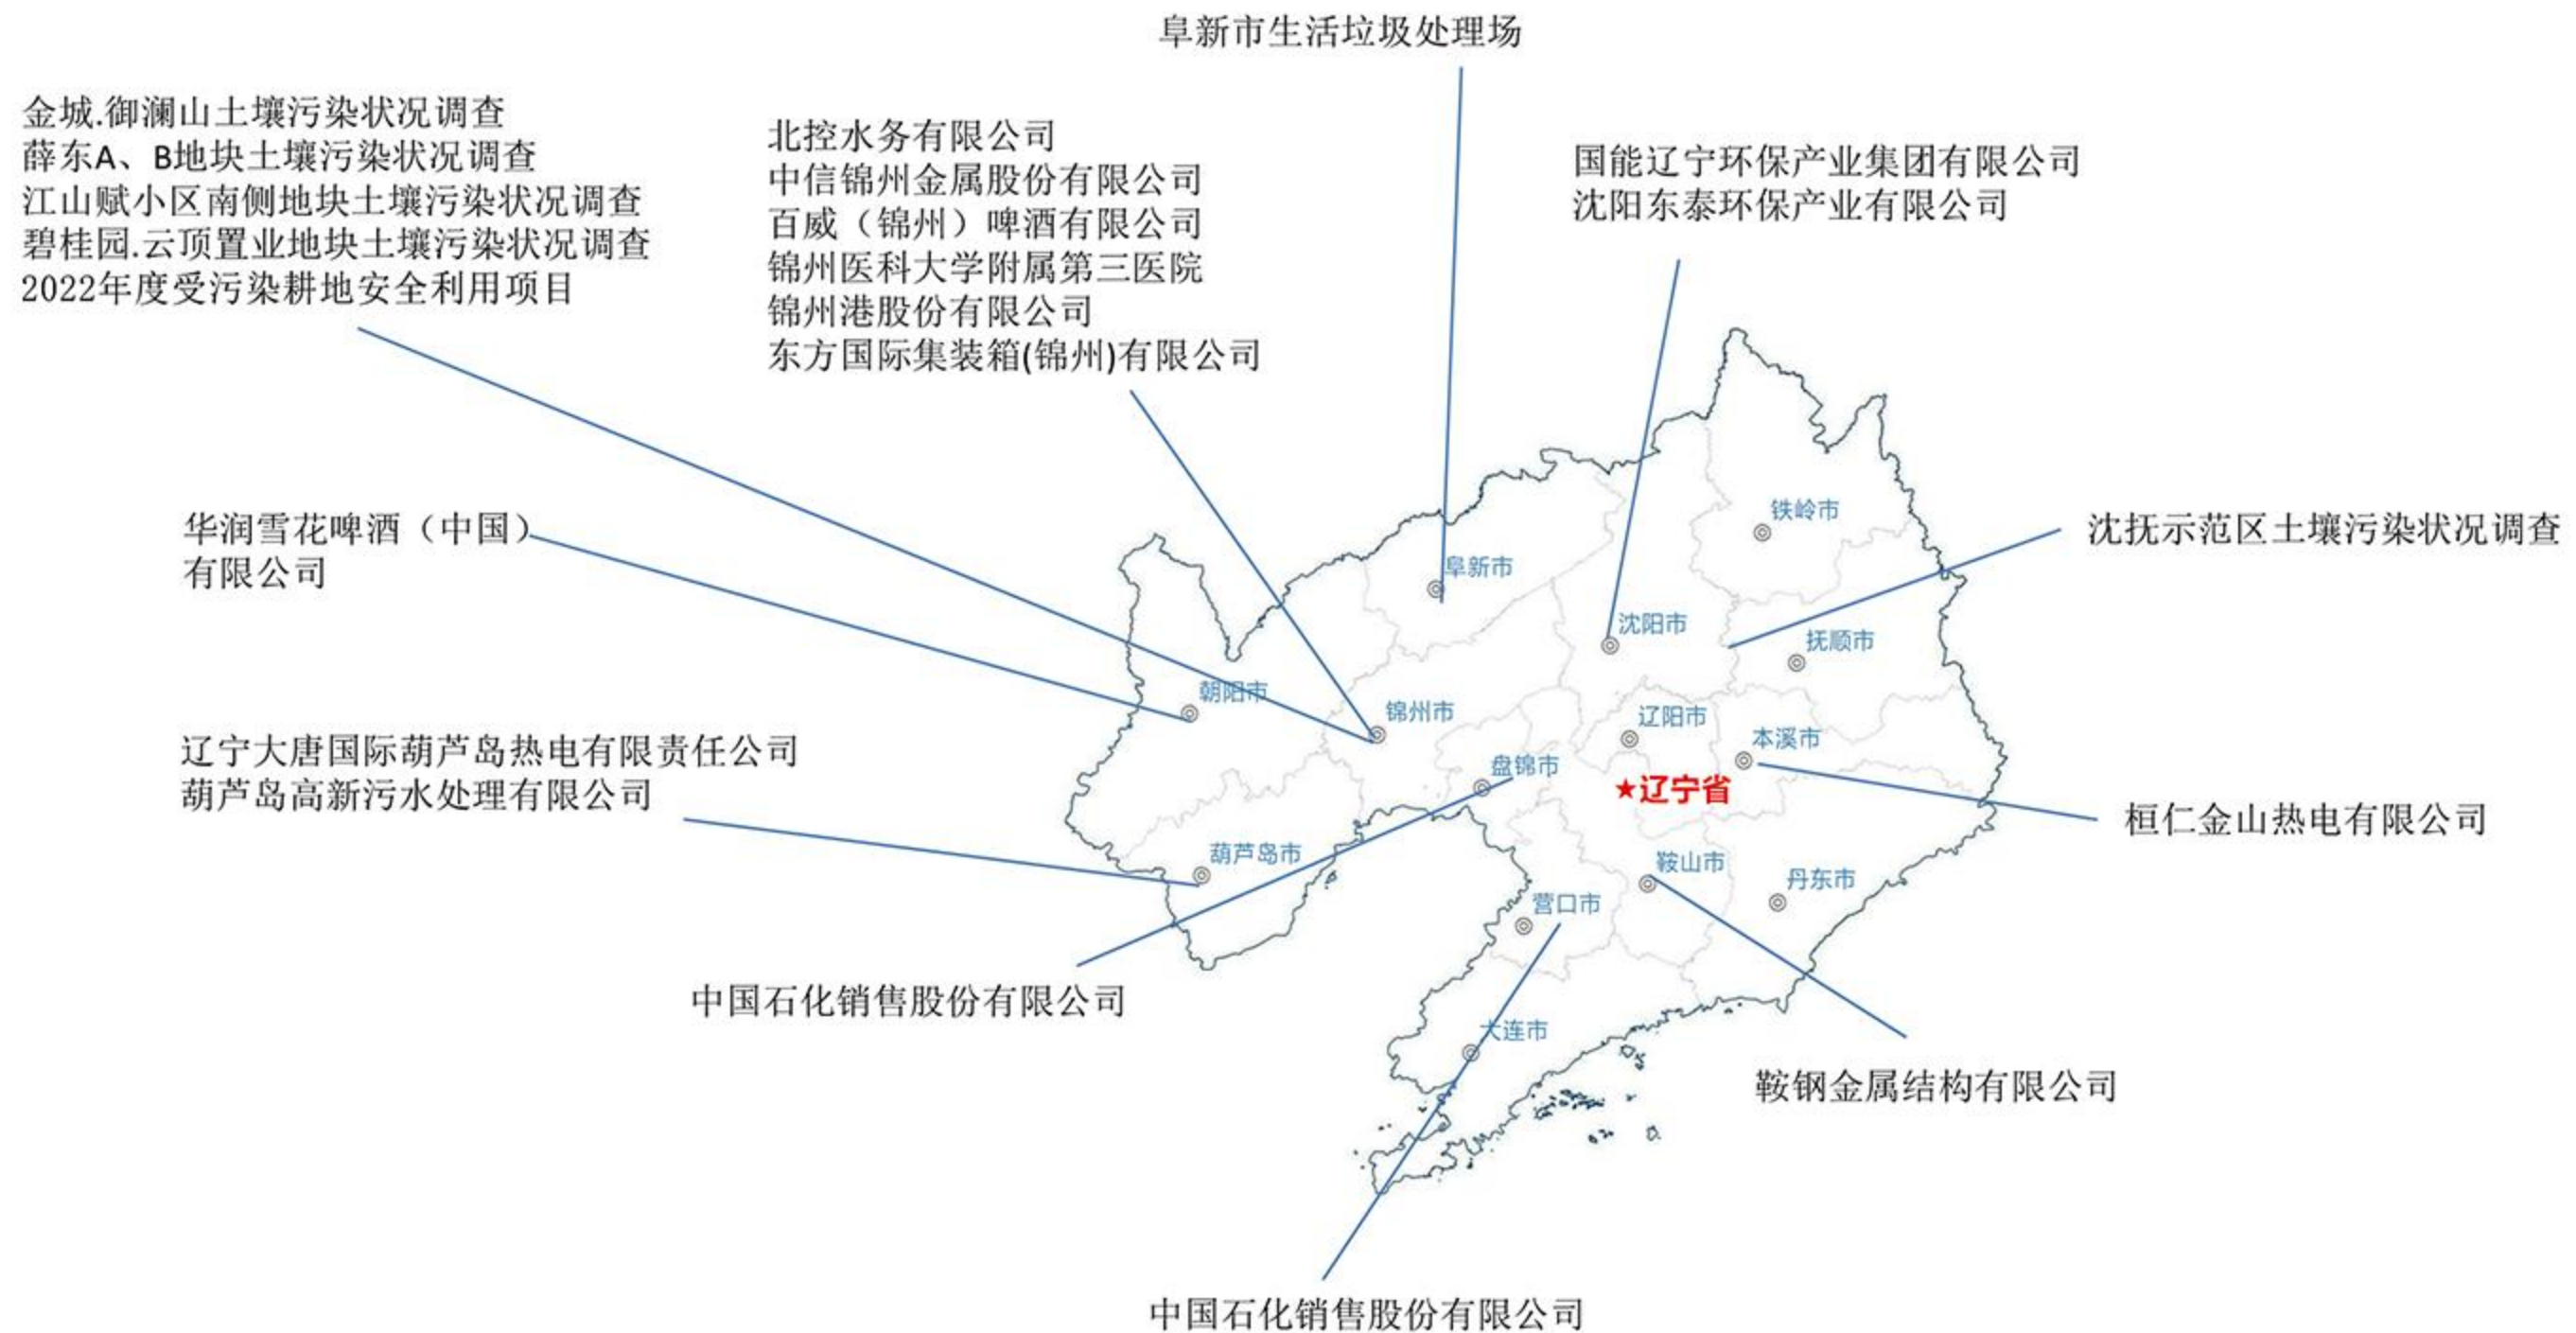 阜新市生活垃圾处理场
金城.御澜山土壤污染状况调查
薛东A、B地块土壤污染状况调查
江山赋小区南侧地块土壤污染状况调查
碧桂园.云顶置业地块土壤污染状况调查
2022年度受污染耕地安全利用项目
北控水务有限公司
中信锦州金属股份有限公司
百威（锦州）啤酒有限公司
锦州医科大学附属第三医院
锦州港股份有限公司
东方国际集装箱(锦州)有限公司
国能辽宁环保产业集团有限公司
沈阳东泰环保产业有限公司
华润雪花啤酒（中国）
有限公司
沈抚示范区土壤污染状况调查
铁岭市
阜新市
沈阳市
抚顺市
朝阳市
锦州市
辽阳市
本溪市
盘锦市
★辽宁省
辽宁大唐国际葫芦岛热电有限责任公司
葫芦岛高新污水处理有限公司
桓仁金山热电有限公司
葫芦岛市
鞍山市
丹东市
营口市
中国石化销售股份有限公司
大连市
鞍钢金属结构有限公司
中国石化销售股份有限公司